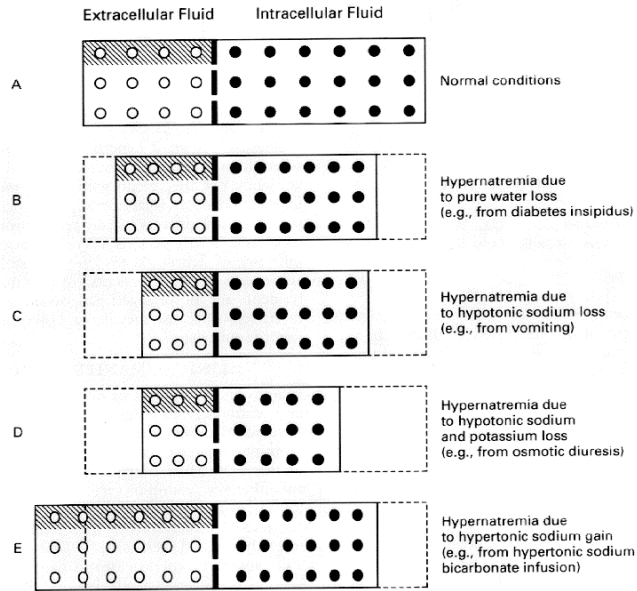 Extracellular Fluid Intracellular Fluid
A
Normal conditions
B
Hypernatremia due
to pure water loss
(e.g., from diabetes insipidus)
C
Hypernatremia due
to hypotonic sodium loss
(e.g., from vomiting)
D
Hypernatremia due
to hypotonic sodium
and potassium loss
(e.g., from osmotic diuresis)
E
Hypernatremia due
to hypertonic sodium gain
(e.g., from hypertonic sodium
bicarbonate infusion)